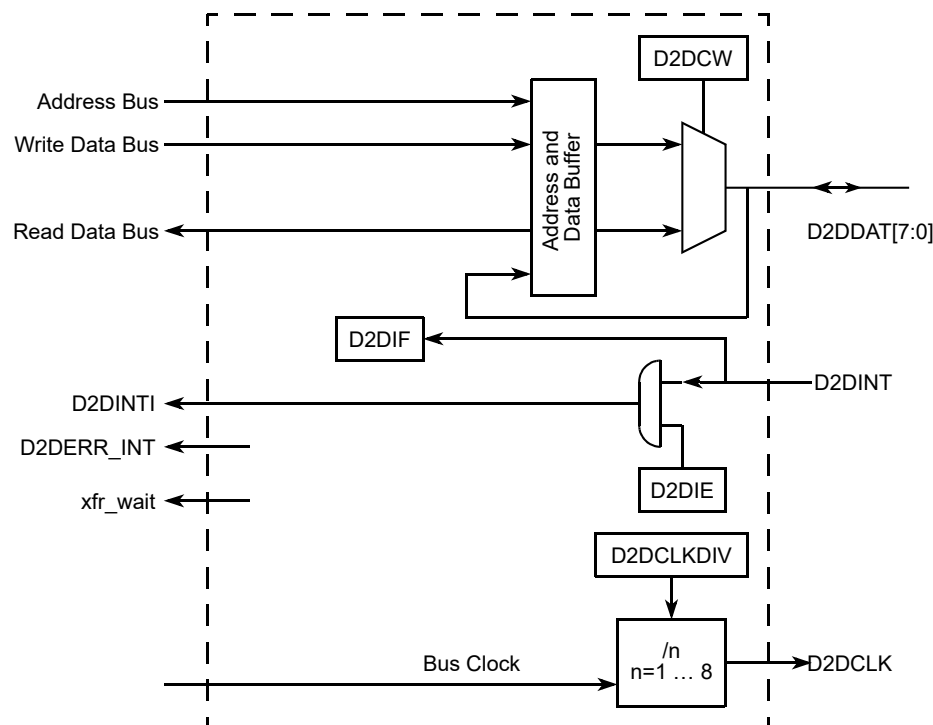 D2DCW
Address Bus
Write Data Bus
Address and
Data Buffer
Read Data Bus
D2DDAT[7:0]
D2DIF
D2DINT
D2DINTI
D2DERR_INT
D2DIE
xfr_wait
D2DCLKDIV
/n
n=1 … 8
Bus Clock
D2DCLK